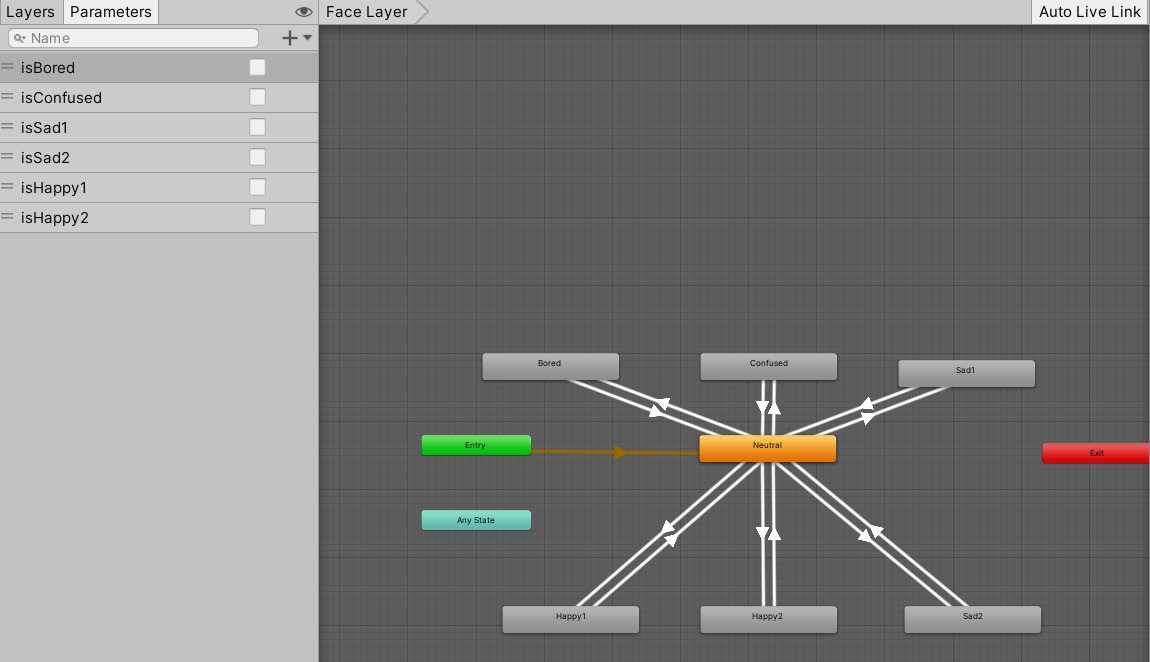 Layers Parameters
Face Layer
Auto Live Link
Name
isBored
isConfused
isSad1
isSad2
isHappy1
isHappy2
Bored
Confused
Sad1
Entry
Neutral
Exit
Any State
Happy1
Happy2
Sad2